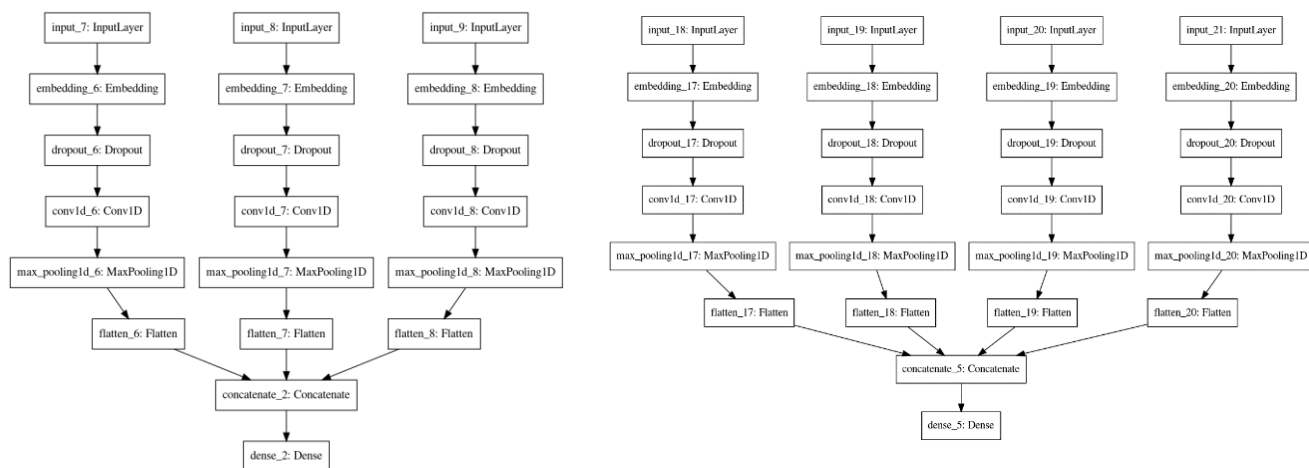 input_7: InputLayer
input_8: InputLayer
input_9: InputLayer
embedding_6: Embedding
embedding_7: Embedding
embedding_8: Embedding
dropout_6: Dropout
dropout_7: Dropout
dropout_8: Dropout
conv1d_6: Conv1D
conv1d_7: Conv1D
conv1d_8: Conv1D
max_pooling1d_6: MaxPooling1D
max_pooling1d_7: MaxPooling1D
max_pooling1d_8: MaxPooling1D
flatten_6: Flatten
flatten_7: Flatten
flatten_8: Flatten
concatenate_2: Concatenate
dense_2: Dense
input_18: InputLayer
input_19: InputLayer
input_20: InputLayer
input_21: InputLayer
embedding_17: Embedding
embedding_18: Embedding
embedding_19: Embedding
embedding_20: Embedding
dropout_17: Dropout
dropout_18: Dropout
dropout_19: Dropout
dropout_20: Dropout
conv1d_17: Conv1D
conv1d_18: Conv1D
conv1d_19: Conv1D
conv1d_20: Conv1D
max_pooling1d_17: MaxPooling1D
max_pooling1d_18: MaxPooling1D
max_pooling1d_19: MaxPooling1D
max_pooling1d_20: MaxPooling1D
flatten_17: Flatten
flatten_18: Flatten
flatten_19: Flatten
flatten_20: Flatten
concatenate_5: Concatenate
dense_5: Dense